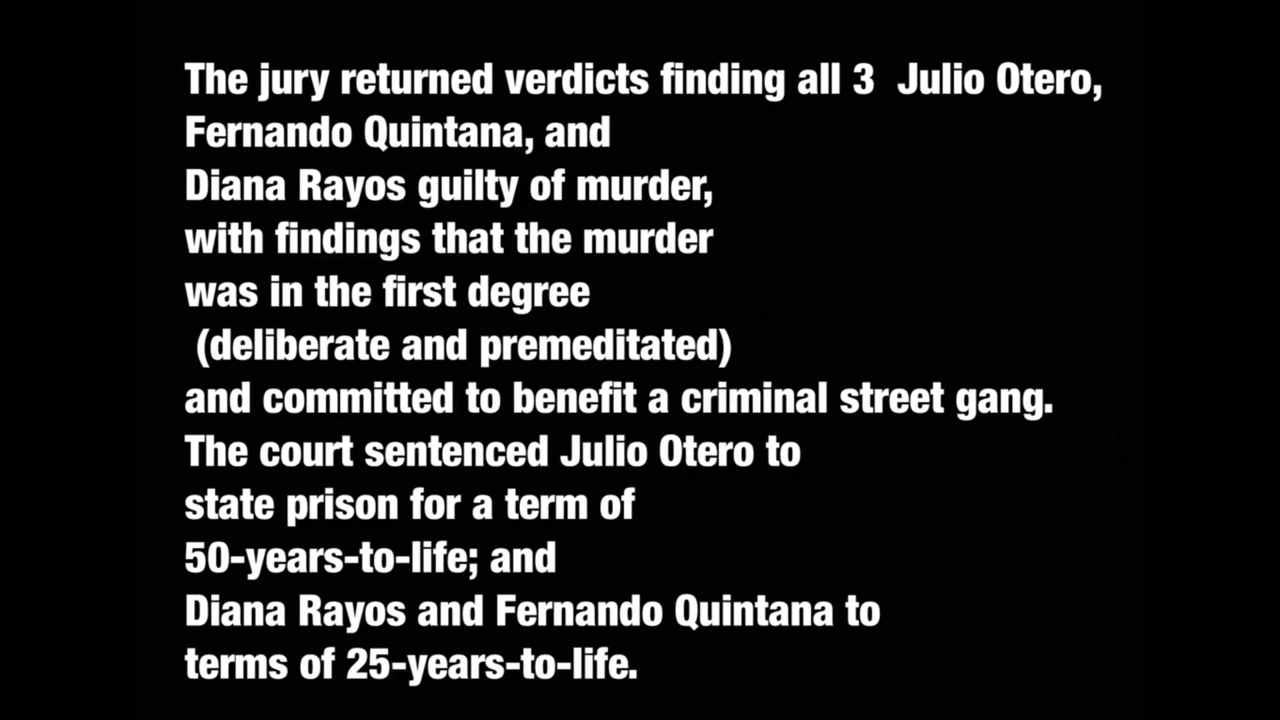 The jury returned verdicts finding all 3  Julio Otero,
Fernando Quintana, and
Diana Rayos guilty of murder,
with findings that the murder
was in the first degree
(deliberate and premeditated)
and committed to benefit a criminal street gang.
The court sentenced Julio Otero to
state prison for a term of
50-years-to-life; and
Diana Rayos and Fernando Quintana to
terms of 25-years-to-life.